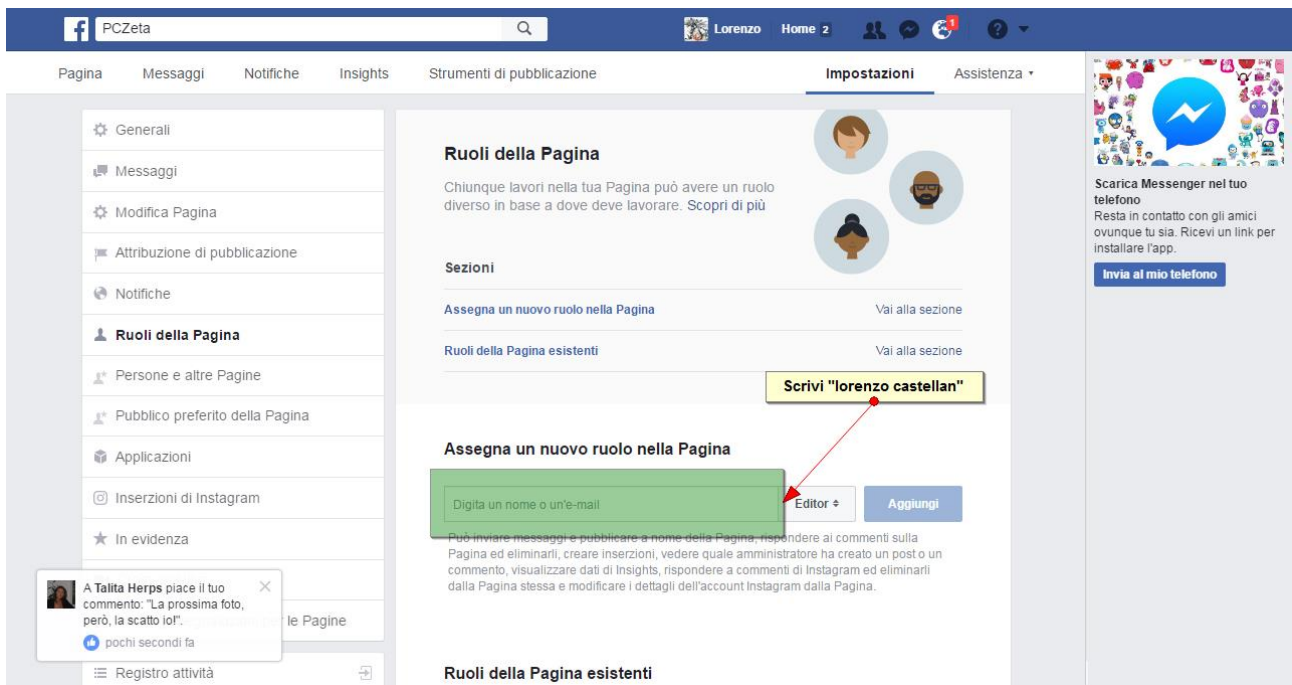 f PCZeta Lorenzo Home 2 1 ?
Pagina Messaggi Notifiche Insights Strumenti di pubblicazione Impostazioni Assistenza
Generali
Messaggi
Modifica Pagina
Attribuzione di pubblicazione
Notifiche
Ruoli della Pagina
Persone e altre Pagine
Pubblico preferito della Pagina
Applicazioni
Inserzioni di Instagram
In evidenza
le Pagine
Registro attività
A Talita Herps piace il tuo
commento: "La prossima foto,
però, la scatto io!".
pochi secondi fa
Ruoli della Pagina
Chiunque lavori nella tua Pagina può avere un ruolo
diverso in base a dove deve lavorare. Scopri di più
Sezioni
Assegna un nuovo ruolo nella Pagina Vai alla sezione
Ruoli della Pagina esistenti Vai alla sezione
Scrivi "lorenzo castellan"
Assegna un nuovo ruolo nella Pagina
Digita un nome o un'e-mail Editor Aggiungi
Può inviare messaggi e pubblicare a nome della Pagina, rispondere ai commenti sulla
Pagina ed eliminarli, creare inserzioni, vedere quale amministratore ha creato un post o un
commento, visualizzare dati di Insights, rispondere a commenti di Instagram ed eliminarli
dalla Pagina stessa e modificare i dettagli dell'account Instagram dalla Pagina.
Ruoli della Pagina esistenti
Scarica Messenger nel tuo
telefono
Resta in contatto con gli amici
ovunque tu sia. Ricevi un link per
installare l'app.
Invia al mio telefono